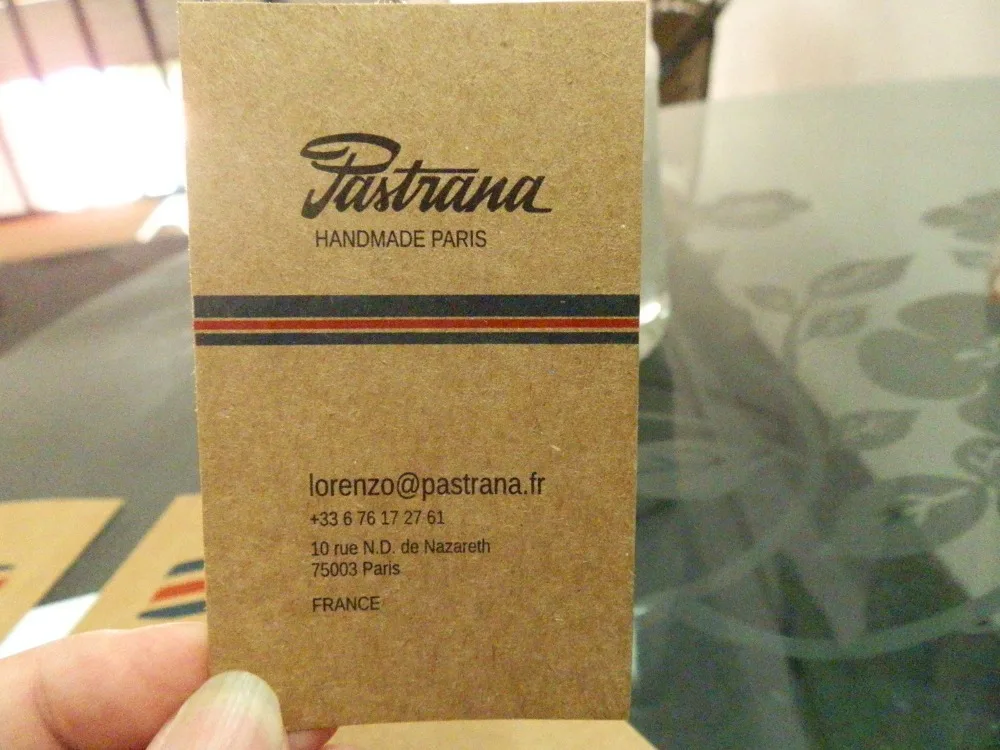 Pastrana
HANDMADE PARIS
lorenzo@pastrana.fr
+33 6 76 17 27 61
10 rue N.D. de Nazareth
75003 Paris
FRANCE